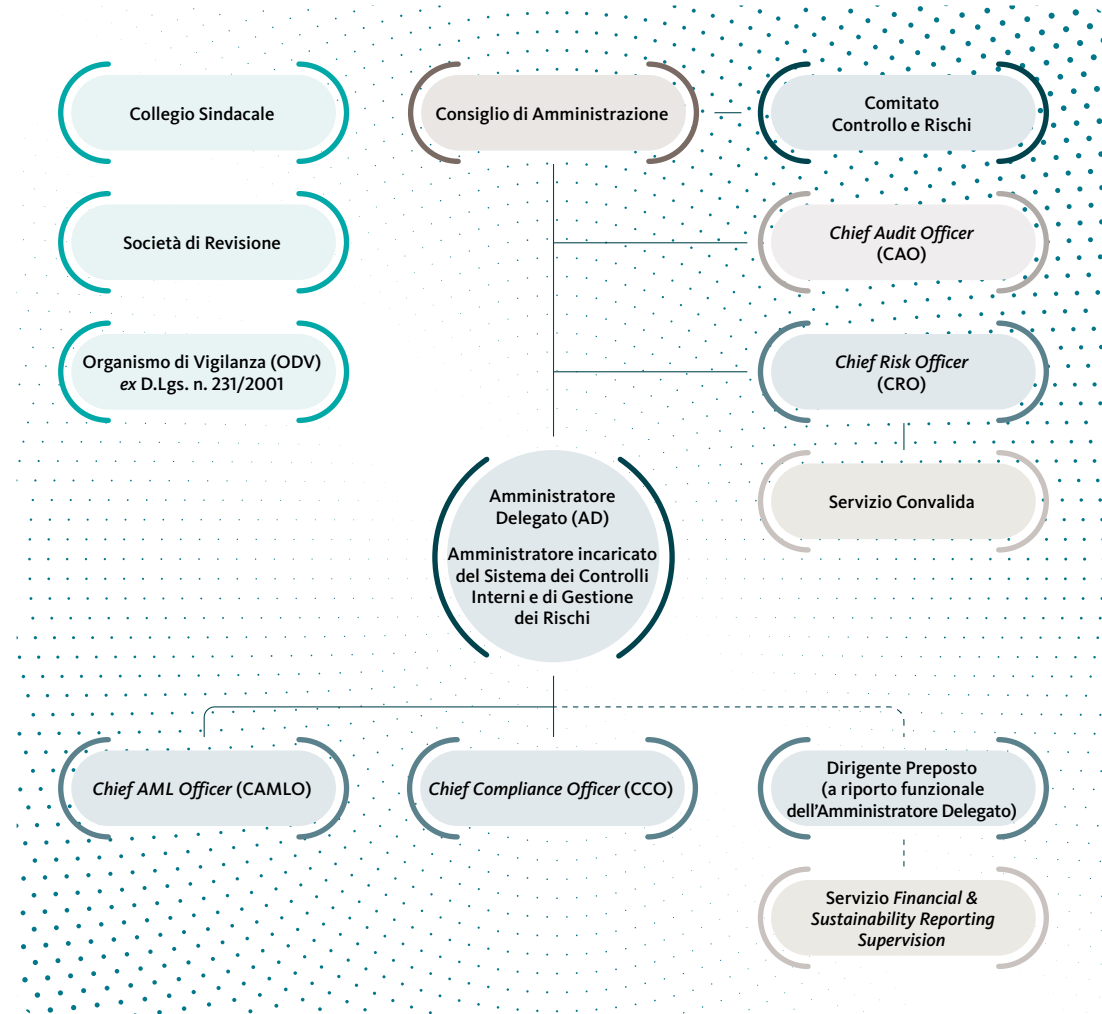 Collegio Sindacale
Consiglio di Amministrazione
Comitato
Controllo e Rischi
Società di Revisione
Chief Audit Officer
(CAO)
Organismo di Vigilanza (ODV)
ex D.Lgs. n. 231/2001
Chief Risk Officer
(CRO)
Servizio Convalida
Amministratore
Delegato (AD)
Amministratore incaricato
del Sistema dei Controlli
Interni e di Gestione
dei Rischi
Chief AML Officer (CAMLO)
Chief Compliance Officer (CCO)
Dirigente Preposto
(a riporto funzionale
dell'Amministratore Delegato)
Servizio Financial &
Sustainability Reporting
Supervision